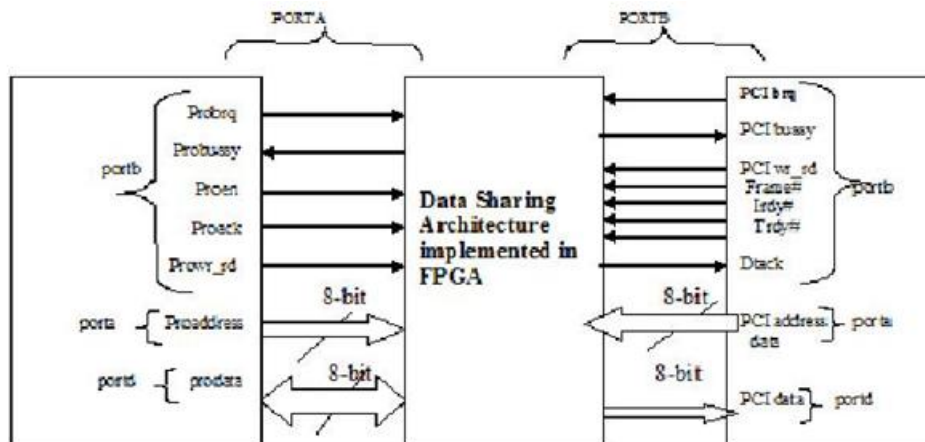 PORTA
PORTB
Probrq
Probussy
Proen
Proack
Prowr_rd
portb
porta
Proaddress
portd
prodata
Data Sharing
Architecture
implemented in
FPGA
8-bit
8-bit
PCI brq
PCI bussy
PCI wr_rd
Frame#
Irdy#
Trdy#
Dtack
portb
8-bit
PCI address
data
porta
8-bit
PCI data
portd